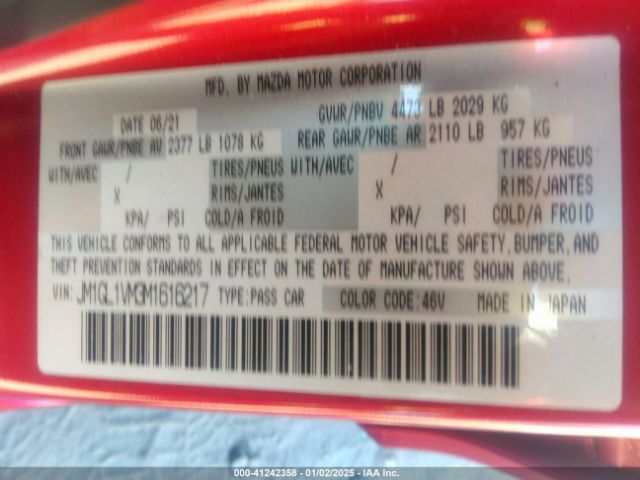 MFD. BY MAZDA MOTOR CORPORATION
DATE 06/21 GVWR/PNBV 4473 LB 2029 KG
FRONT GAWR/PNBE AV 2377 LB 1078 KG REAR GAWR/PNBE AR 2110 LB 957 KG
WITH/AVEC / TIRES/PNEUS WITH/AVEC / TIRES/PNEUS
X RIMS/JANTES X RIMS/JANTES
KPA/ PSI COLD/A FROID KPA/ PSI COLD/A FROID
THIS VEHICLE CONFORMS TO ALL APPLICABLE FEDERAL MOTOR VEHICLE SAFETY, BUMPER, AND
THEFT PREVENTION STANDARDS IN EFFECT ON THE DATE OF MANUFACTURE SHOWN ABOVE.
VIN: JM1GL1VM3M1616217 TYPE: PASS CAR COLOR CODE: 46V MADE IN JAPAN
000-41242358 - 01/02/2025 - IAA Inc.